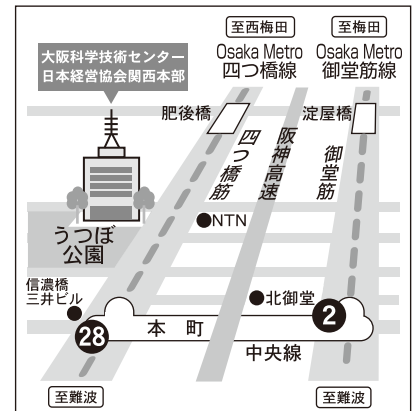 至西梅田
至梅田
大阪科学技術センター
日本経営協会関西本部
Osaka Metro
四つ橋線
Osaka Metro
御堂筋線
肥後橋
淀屋橋
四つ橋筋
阪神高速
御堂筋
NTN
うつぼ
公園
信濃橋
三井ビル
北御堂
2
28
本町
中央線
至難波
至難波